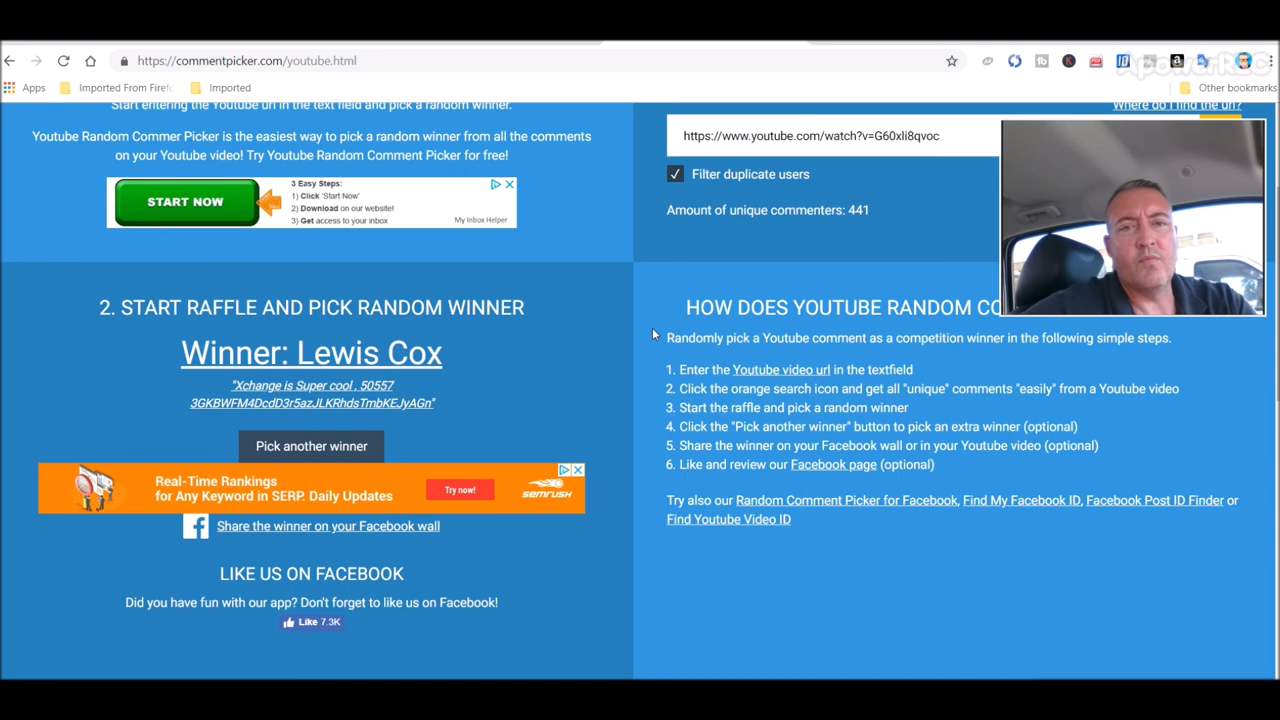 https://commentpicker.com/youtube.html
ApowerREC
Apps
Imported From Firefo
Imported
Other bookmarks
Start entering the Youtube url in the text field and pick a random winner.
Youtube Random Commer Picker is the easiest way to pick a random winner from all the comments
on your Youtube video! Try Youtube Random Comment Picker for free!
START NOW
3 Easy Steps:
1) Click 'Start Now'
2) Download on our website!
3) Get access to your inbox
My Inbox Helper
Where do I find the url?
https://www.youtube.com/watch?v=G60xli8qvoc
Filter duplicate users
Amount of unique commenters: 441
2. START RAFFLE AND PICK RANDOM WINNER
Winner: Lewis Cox
"Xchange is Super cool , 50557
3GKBWFM4DcdD3r5azJLKRhdsTmbKEJyAGn"
Pick another winner
Real-Time Rankings
for Any Keyword in SERP. Daily Updates
Try now!
SEMRUSH
Share the winner on your Facebook wall
LIKE US ON FACEBOOK
Did you have fun with our app? Don't forget to like us on Facebook!
Like 7.3K
HOW DOES YOUTUBE RANDOM CO
Randomly pick a Youtube comment as a competition winner in the following simple steps.
1. Enter the Youtube video url in the textfield
2. Click the orange search icon and get all "unique" comments "easily" from a Youtube video
3. Start the raffle and pick a random winner
4. Click the "Pick another winner" button to pick an extra winner (optional)
5. Share the winner on your Facebook wall or in your Youtube video (optional)
6. Like and review our Facebook page (optional)
Try also our Random Comment Picker for Facebook, Find My Facebook ID, Facebook Post ID Finder or
Find Youtube Video ID